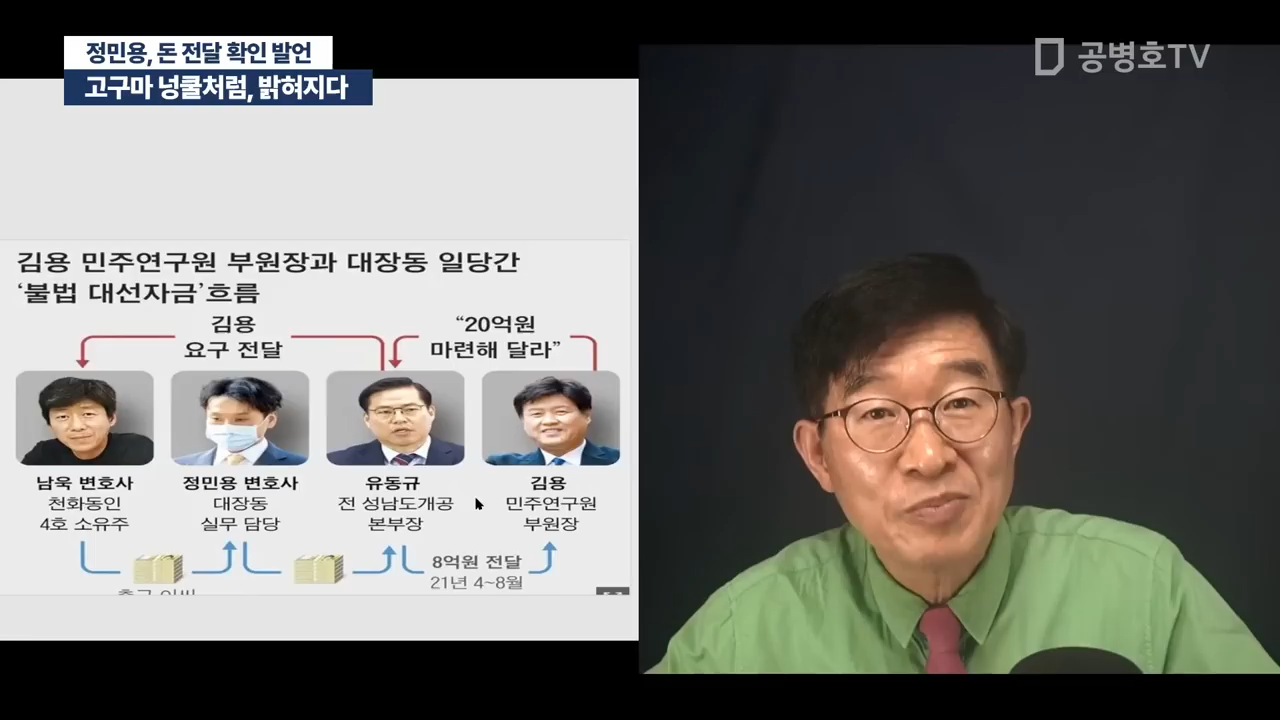 정민용, 돈 전달 확인 발언
고구마 넝쿨처럼, 밝혀지다
공병호TV
김용 민주연구원 부원장과 대장동 일당간
‘불법 대선자금’흐름
김용
요구 전달
“20억원
마련해 달라”
남욱 변호사
천화동인
4호 소유주
정민용 변호사
대장동
실무 담당
유동규
전 성남도개공
본부장
김용
민주연구원
부원장
8억원 전달
21년 4~8월